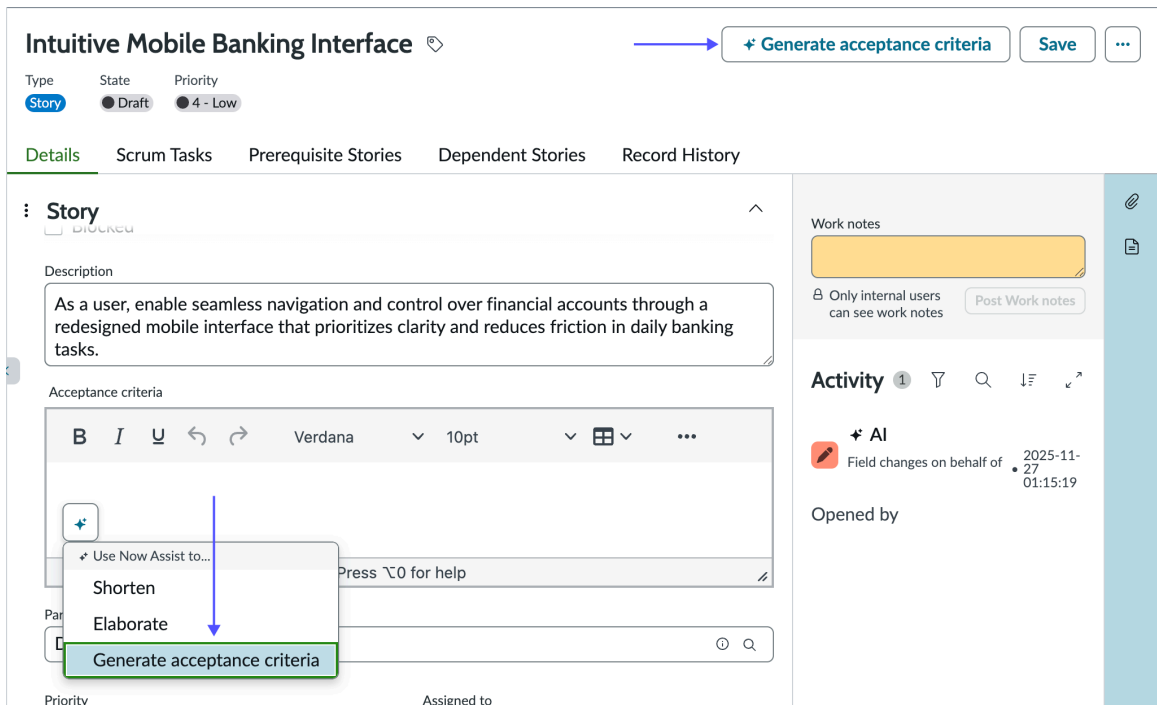 Intuitive Mobile Banking Interface
Generate acceptance criteria
Save
Type
State
Priority
Story
Draft
4 - Low
Details
Scrum Tasks
Prerequisite Stories
Dependent Stories
Record History
Story
Blocked
Description
As a user, enable seamless navigation and control over financial accounts through a
redesigned mobile interface that prioritizes clarity and reduces friction in daily banking
tasks.
Acceptance criteria
B I U
Verdana
10pt
Use Now Assist to...
Shorten
Elaborate
Generate acceptance criteria
Press ⌥0 for help
Par
Priority
Assigned to
Work notes
Only internal users
can see work notes
Post Work notes
Activity 1
AI
Field changes on behalf of
• 2025-11-
27
01:15:19
Opened by